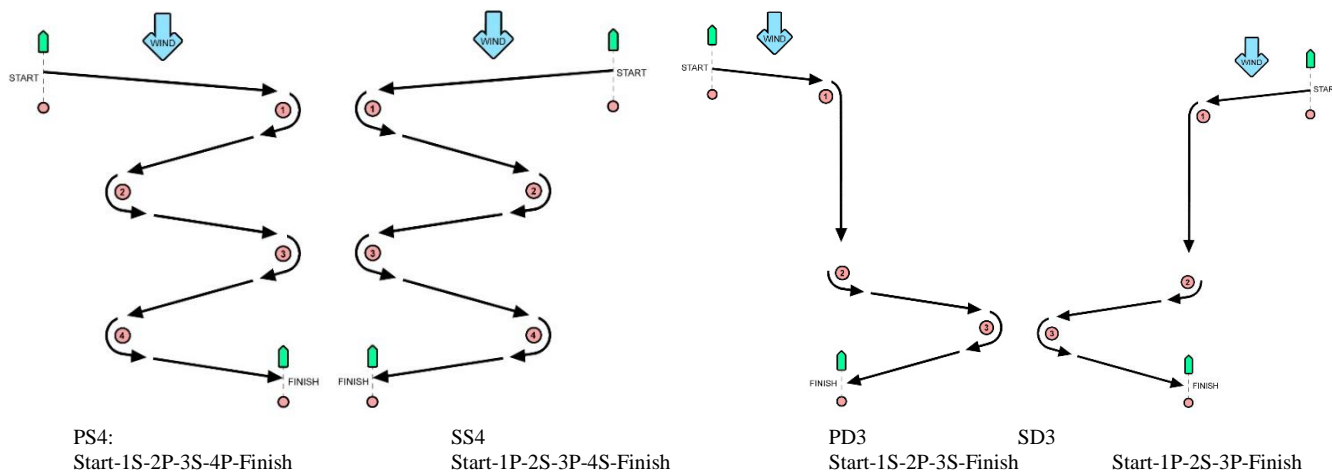 WIND
START
1
2
3
4
FINISH
WIND
START
1
2
3
4
FINISH
WIND
START
1
2
3
FINISH
WIND
START
1
2
3
FINISH
PS4:
Start-1S-2P-3S-4P-Finish
SS4
Start-1P-2S-3P-4S-Finish
PD3
Start-1S-2P-3S-Finish
SD3
Start-1P-2S-3P-Finish